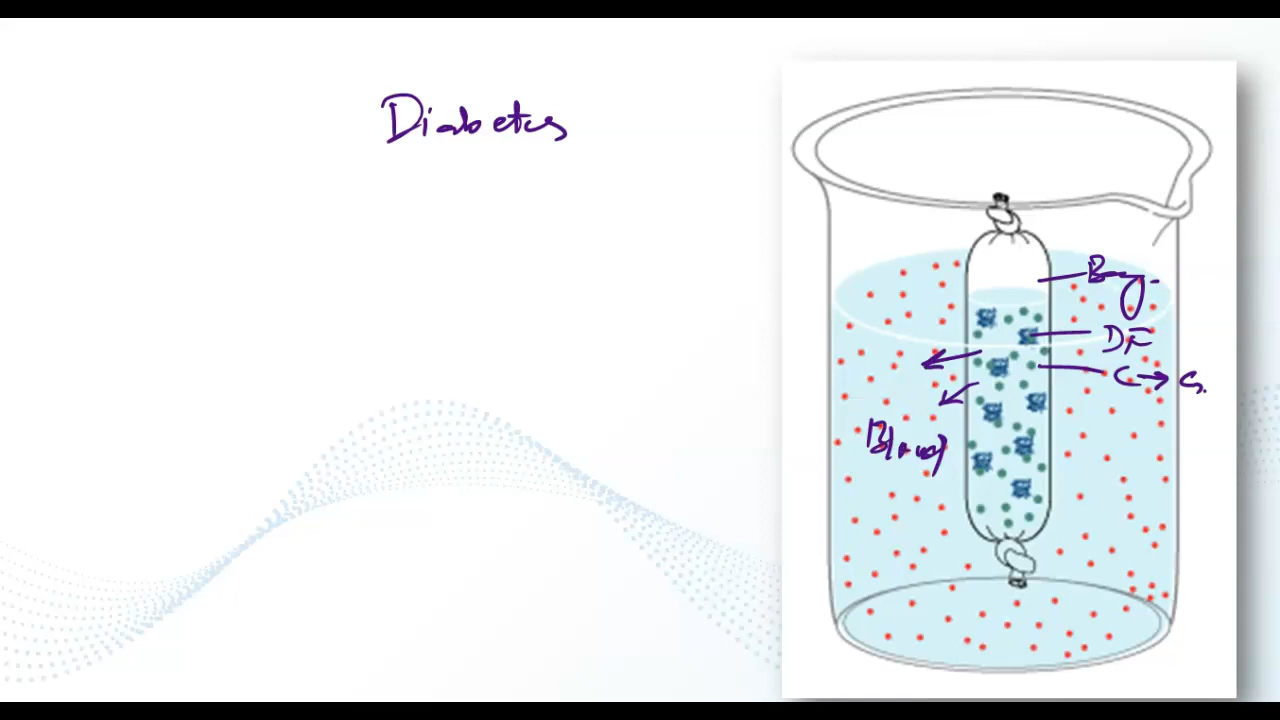 Diabetes
Bag.
DF
C → G.
Blood